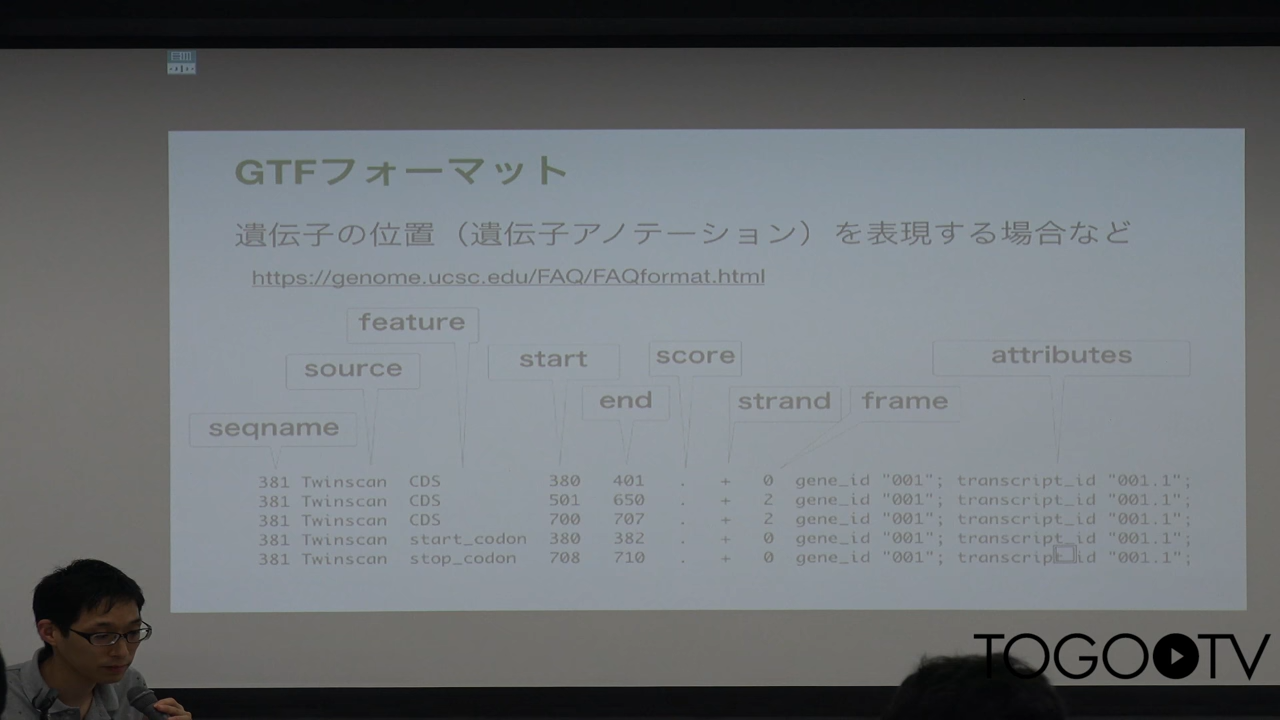 GTFフォーマット
遺伝子の位置（遺伝子アノテーション）を表現する場合など
https://genome.ucsc.edu/FAQ/FAQformat.html
feature
source
start
score
attributes
end
strand
frame
seqname
381 Twinscan CDS 380 401 . + 0 gene_id "001"; transcript_id "001.1";
381 Twinscan CDS 501 650 . + 2 gene_id "001"; transcript_id "001.1";
381 Twinscan CDS 700 707 . + 2 gene_id "001"; transcript_id "001.1";
381 Twinscan start_codon 380 382 . + 0 gene_id "001"; transcript_id "001.1";
381 Twinscan stop_codon 708 710 . + 0 gene_id "001"; transcript_id "001.1";
TOGOTV